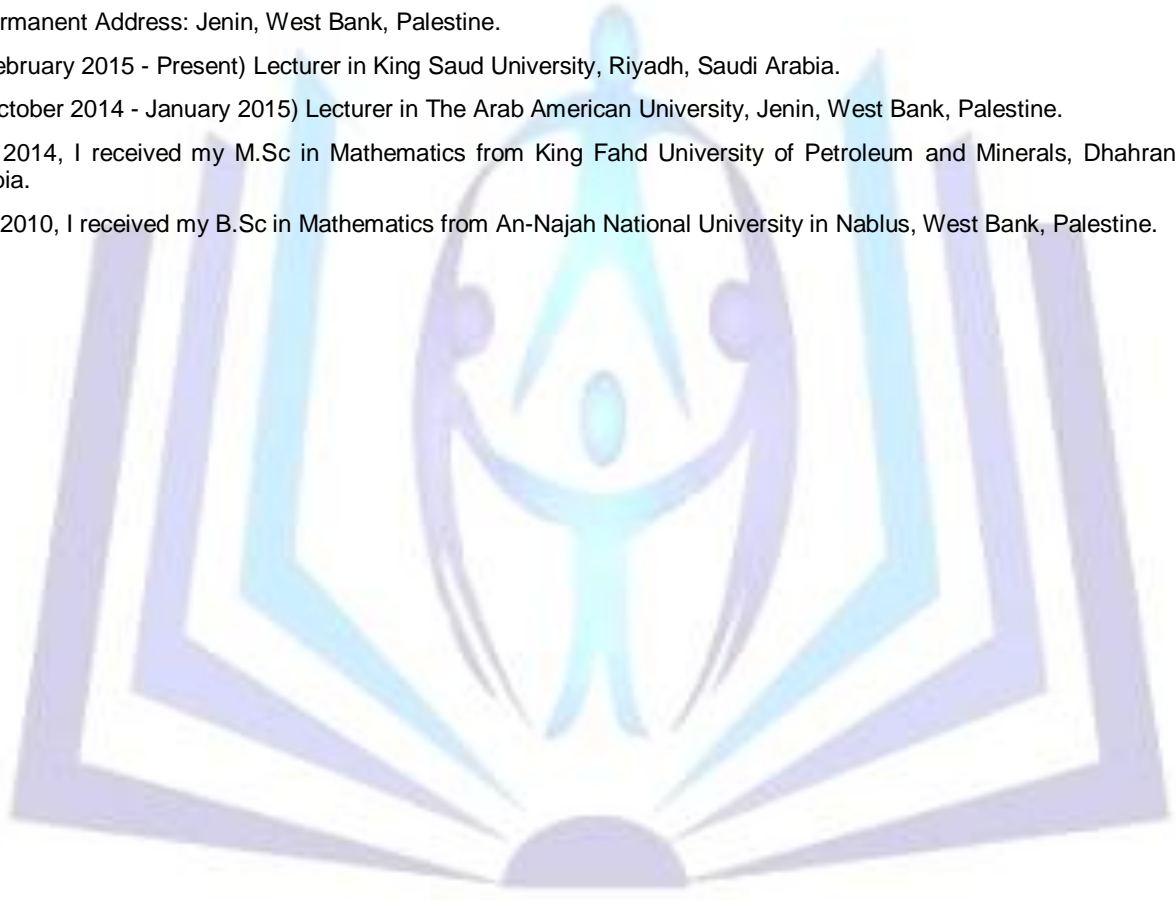 rmanent Address: Jenin, West Bank, Palestine.
ebruary 2015 - Present) Lecturer in King Saud University, Riyadh, Saudi Arabia.
ctober 2014 - January 2015) Lecturer in The Arab American University, Jenin, West Bank, Palestine.
2014, I received my M.Sc in Mathematics from King Fahd University of Petroleum and Minerals, Dhahran
bia.
2010, I received my B.Sc in Mathematics from An-Najah National University in Nablus, West Bank, Palestine.